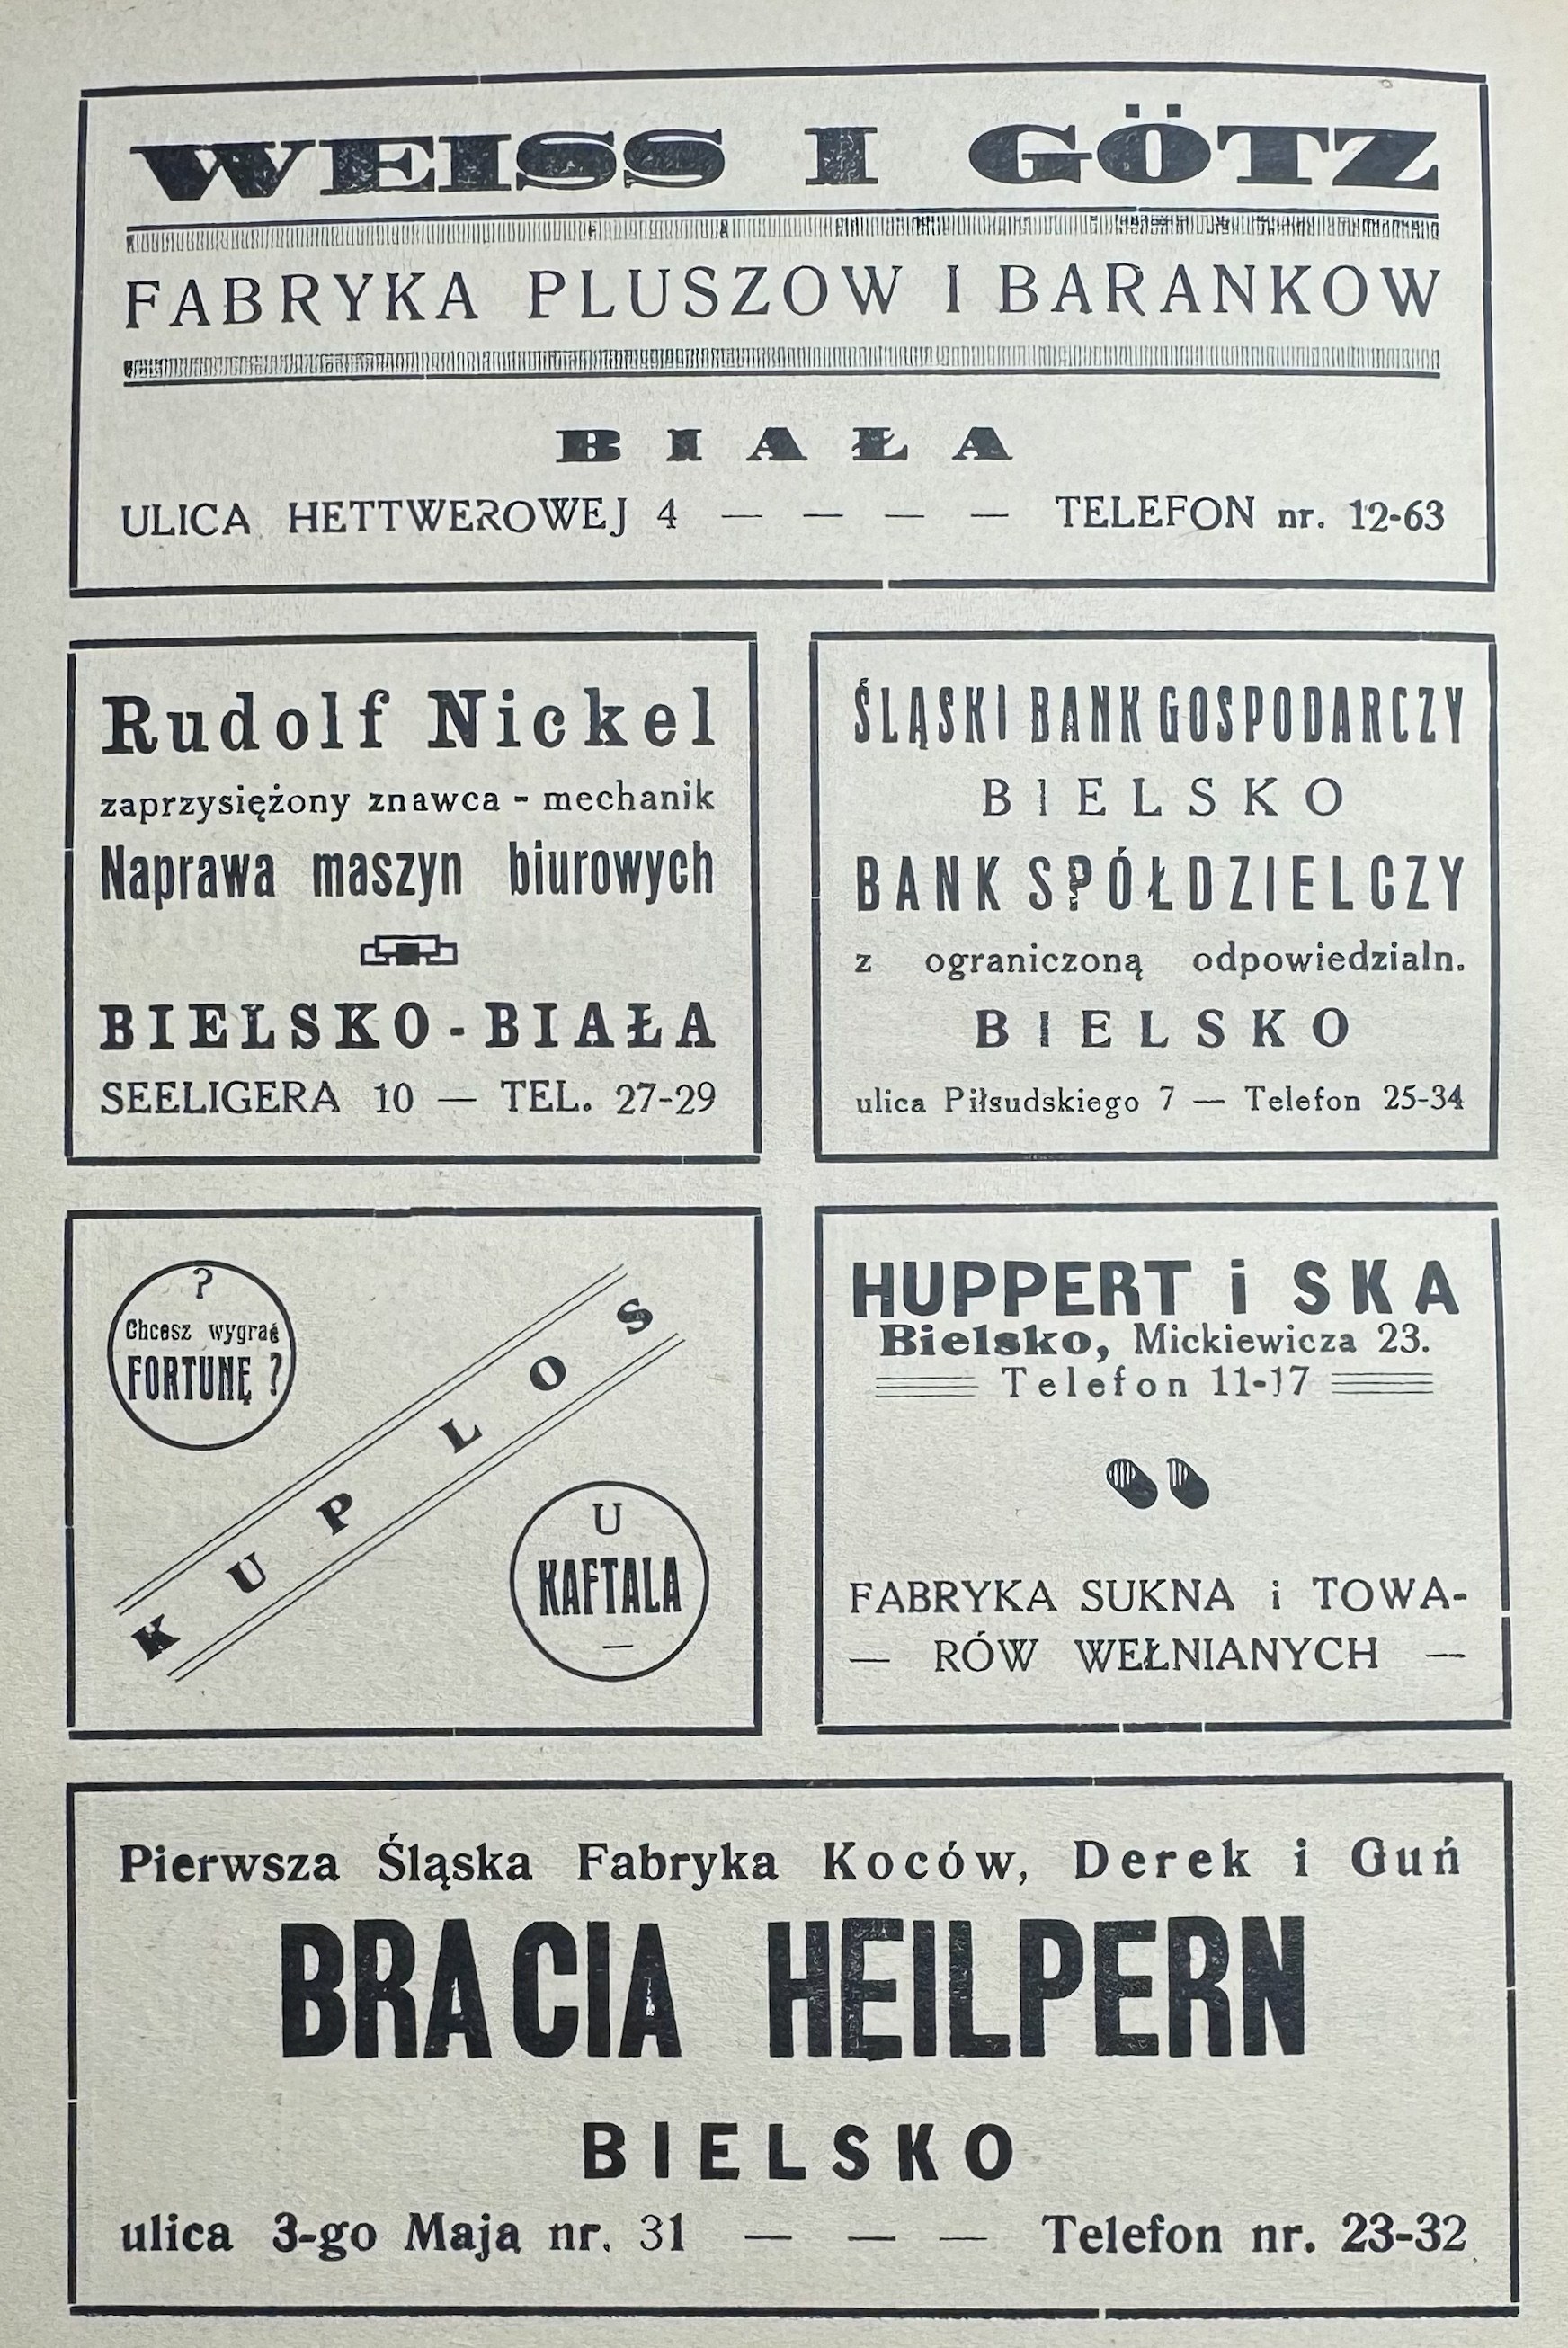 WEISS I GÖTZ
FABRYKA PLUSZOW I BARANKOW
BIAŁA
ULICA HETTWEROWEJ 4 — — — — TELEFON nr. 12-63
Rudolf Nickel
zaprzysiężony znawca - mechanik
Naprawa maszyn biurowych
BIELSKO-BIAŁA
SEELIGERA 10 — TEL. 27-29
ŚLĄSKI BANK GOSPODARCZY
BIELSKO
BANK SPÓŁDZIELCZY
z ograniczoną odpowiedzialn.
BIELSKO
ulica Piłsudskiego 7 — Telefon 25-34
?
Chcesz wygrać
FORTUNĘ ?
KUP LOS
U
KAFTALA
—
HUPPERT i SKA
Bielsko, Mickiewicza 23.
Telefon 11-17
FABRYKA SUKNA i TOWA-
— RÓW WEŁNIANYCH —
Pierwsza Śląska Fabryka Koców, Derek i Guń
BRACIA HEILPERN
BIELSKO
ulica 3-go Maja nr. 31 — — — Telefon nr. 23-32